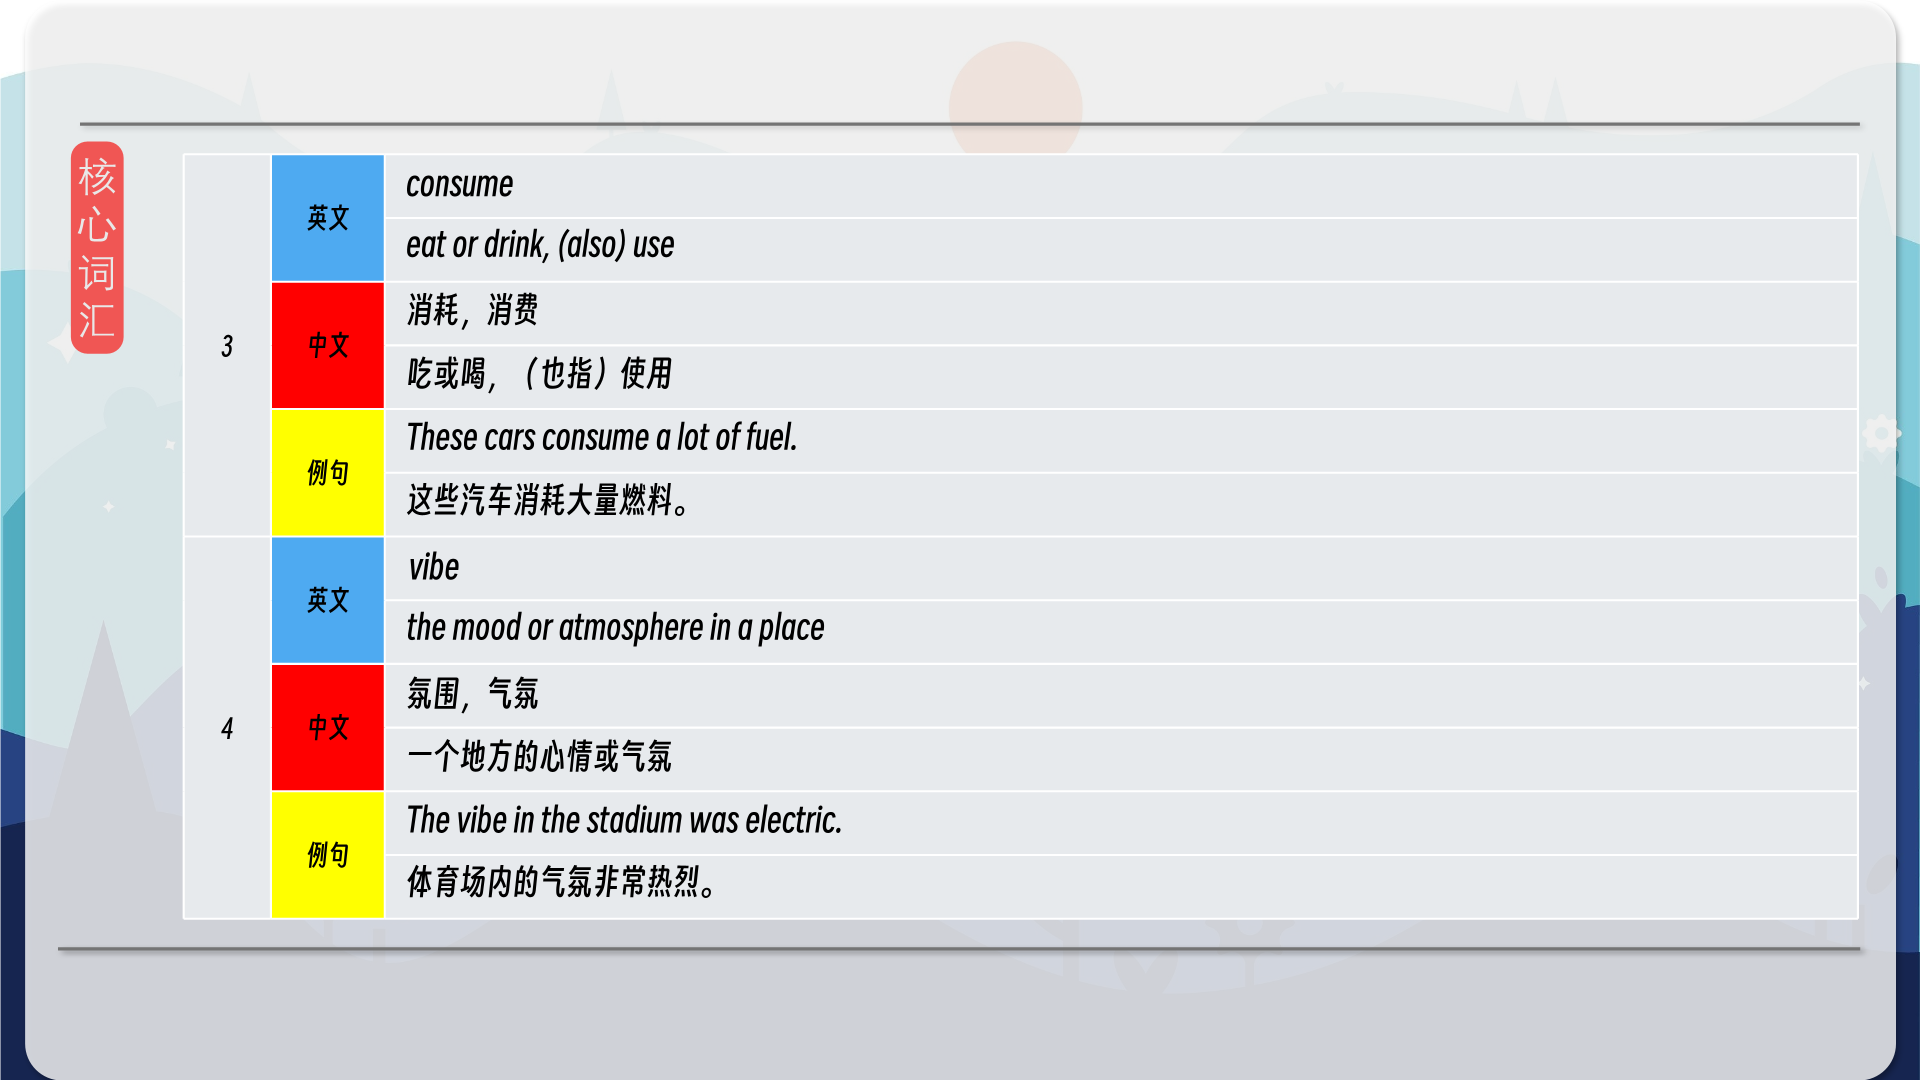 核
心
词
汇
3
英文
consume
eat or drink, (also) use
中文
消耗，消费
吃或喝，（也指）使用
例句
These cars consume a lot of fuel.
这些汽车消耗大量燃料。
4
英文
vibe
the mood or atmosphere in a place
中文
氛围，气氛
一个地方的心情或气氛
例句
The vibe in the stadium was electric.
体育场内的气氛非常热烈。